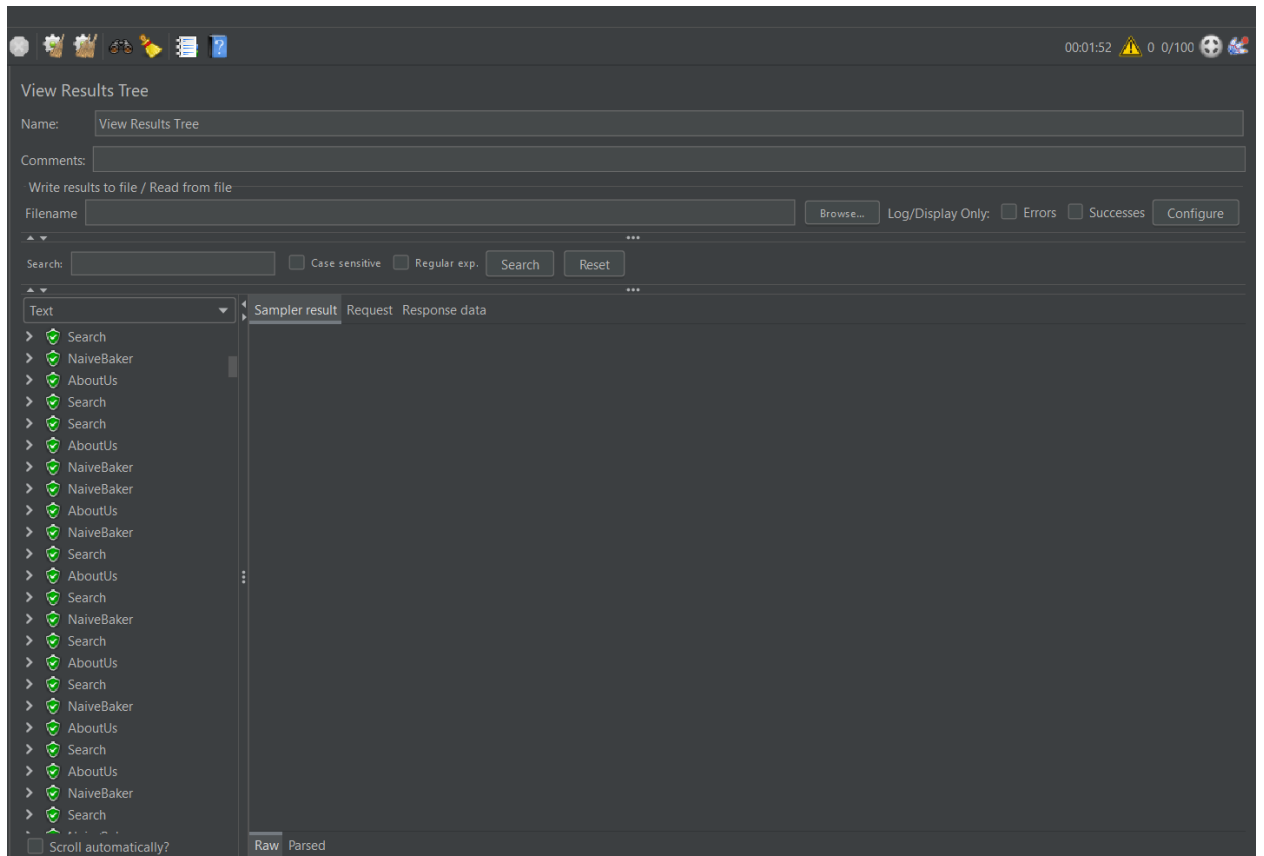 00:01:52 0 0/100
View Results Tree
Name: View Results Tree
Comments:
Write results to file / Read from file
Filename Browse... Log/Display Only: Errors Successes Configure
Search: Case sensitive Regular exp. Search Reset
Text Sampler result Request Response data
Search
NaiveBaker
AboutUs
Search
Search
AboutUs
NaiveBaker
NaiveBaker
AboutUs
NaiveBaker
Search
AboutUs
Search
NaiveBaker
Search
AboutUs
Search
NaiveBaker
AboutUs
Search
AboutUs
NaiveBaker
Search
Scroll automatically? Raw Parsed